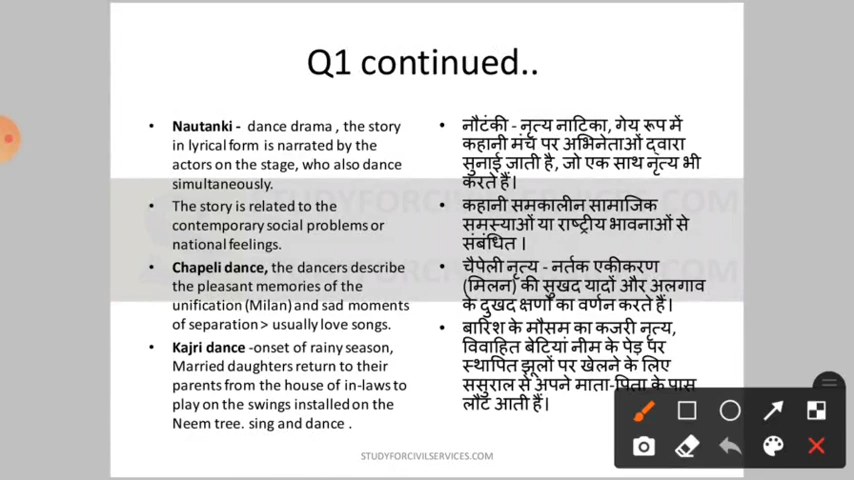 Q1 continued..
• Nautanki - dance drama , the story
in lyrical form is narrated by the
actors on the stage, who also dance
simultaneously.
• The story is related to the
contemporary social problems or
national feelings.
• Chapeli dance, the dancers describe
the pleasant memories of the
unification (Milan) and sad moments
of separation > usually love songs.
• Kajri dance -onset of rainy season,
Married daughters return to their
parents from the house of in-laws to
play on the swings installed on the
Neem tree. sing and dance .
• नौटंकी - नृत्य नाटिका, गेय रूप में
कहानी मंच पर अभिनेताओं द्वारा
सुनाई जाती है, जो एक साथ नृत्य भी
करते हैं।
• कहानी समकालीन सामाजिक
समस्याओं या राष्ट्रीय भावनाओं से
संबंधित ।
• चैपेली नृत्य - नर्तक एकीकरण
(मिलन) की सुखद यादों और अलगाव
के दुखद क्षणों का वर्णन करते हैं।
• बारिश के मौसम का कजरी नृत्य,
विवाहित बेटियां नीम के पेड़ पर
स्थापित झूलों पर खेलने के लिए
ससुराल से अपने माता-पिता के पास
लौट आती हैं।
STUDYFORCIVILSERVICES.COM